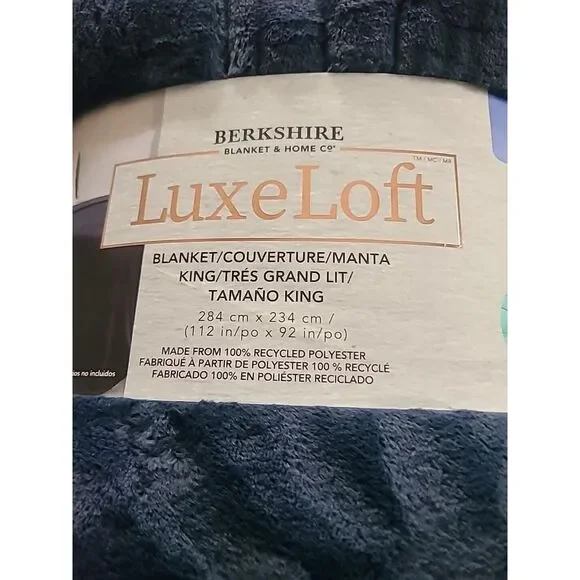 BERKSHIRE
BLANKET & HOME CO®
TM / MC / MR
LuxeLoft
BLANKET/COUVERTURE/MANTA
KING/TRÉS GRAND LIT/
TAMAÑO KING
284 cm x 234 cm /
(112 in/po x 92 in/po)
MADE FROM 100% RECYCLED POLYESTER
FABRIQUÉ À PARTIR DE POLYESTER 100 % RECYCLÉ
FABRICADO 100% EN POLIÉSTER RECICLADO
no incluidos